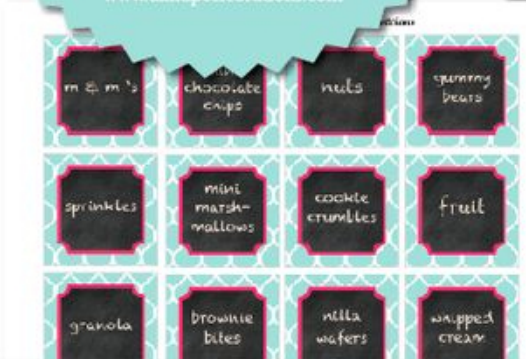 m & m's
chocolate
chips
nuts
gummy
bears
sprinkles
mini
marsh-
mallows
cookie
crumbles
fruit
granola
brownie
bites
nilla
wafers
whipped
cream